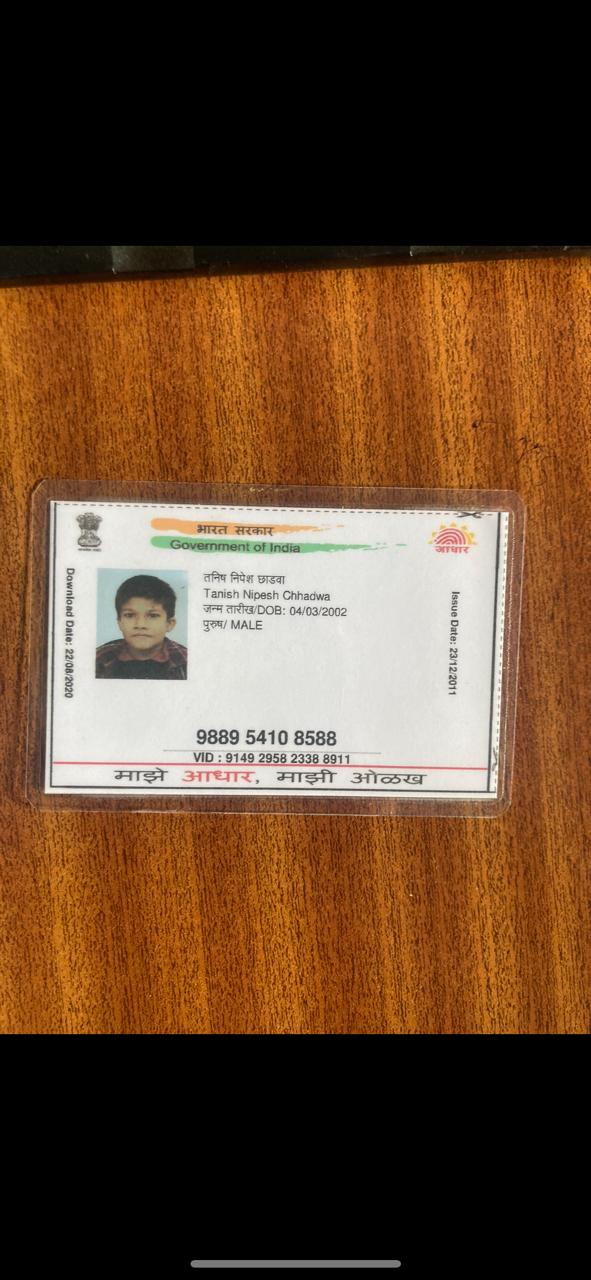 भारत सरकार
Government of India
आधार
Download Date: 22/08/2020
तनिष निपेश छाडवा
Tanish Nipesh Chhadwa
जन्म तारीख/DOB: 04/03/2002
पुरुष/ MALE
Issue Date: 23/12/2011
9889 5410 8588
VID : 9149 2958 2338 8911
माझे आधार, माझी ओळख